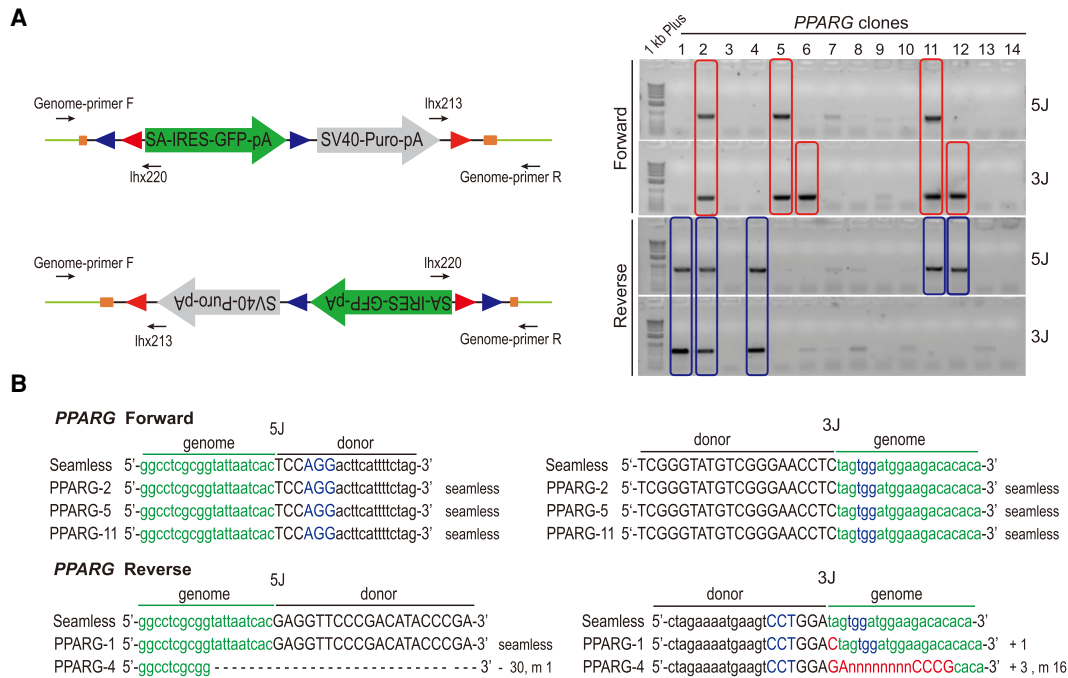 A
Genome-primer F
lhx213
SA-IRES-GFP-pA
SV40-Puro-pA
lhx220
Genome-primer R
Genome-primer F
lhx220
SV40-Puro-pA
SA-IRES-GFP-pA
lhx213
Genome-primer R
PPARG clones
1 kb Plus
1 2 3 4 5 6 7 8 9 10 11 12 13 14
Forward
5J
3J
Reverse
5J
3J
B
PPARG Forward
5J
genome donor
Seamless 5'-ggcctcgcggtattaatcacTCCAGGacttcattttctag-3'
PPARG-2 5'-ggcctcgcggtattaatcacTCCAGGacttcattttctag-3' seamless
PPARG-5 5'-ggcctcgcggtattaatcacTCCAGGacttcattttctag-3' seamless
PPARG-11 5'-ggcctcgcggtattaatcacTCCAGGacttcattttctag-3' seamless
3J
donor genome
Seamless 5'-TCGGGTATGTCGGGAACCTCtagtggatggaagacacaca-3'
PPARG-2 5'-TCGGGTATGTCGGGAACCTCtagtggatggaagacacaca-3' seamless
PPARG-5 5'-TCGGGTATGTCGGGAACCTCtagtggatggaagacacaca-3' seamless
PPARG-11 5'-TCGGGTATGTCGGGAACCTCtagtggatggaagacacaca-3' seamless
PPARG Reverse
5J
genome donor
Seamless 5'-ggcctcgcggtattaatcacGAGGTTCCCGACATACCCGA-3'
PPARG-1 5'-ggcctcgcggtattaatcacGAGGTTCCCGACATACCCGA-3' seamless
PPARG-4 5'-ggcctcgcgg - - - - - - - - - - - - - - - - - - - - - - - - - - - - - - 3' - 30, m 1
3J
donor genome
Seamless 5'-ctagaaaatgaagtCCTGGAtagtggatggaagacacaca-3'
PPARG-1 5'-ctagaaaatgaagtCCTGGACtagtggatggaagacacaca-3' + 1
PPARG-4 5'-ctagaaaatgaagtCCTGGAGAnnnnnnnnCCCGcaca-3' + 3 , m 16